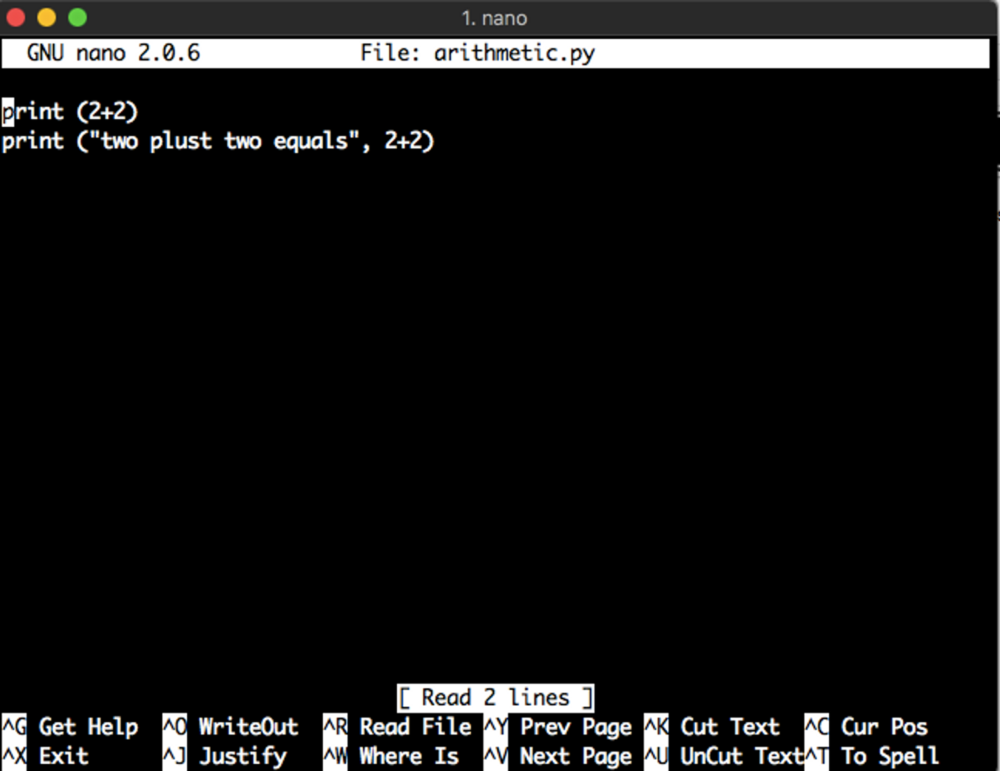 1. nano
GNU nano 2.0.6 File: arithmetic.py
print (2+2)
print ("two plust two equals", 2+2)
[ Read 2 lines ]
^G Get Help ^O WriteOut ^R Read File ^Y Prev Page ^K Cut Text ^C Cur Pos
^X Exit ^J Justify ^W Where Is ^V Next Page ^U UnCut Text ^T To Spell